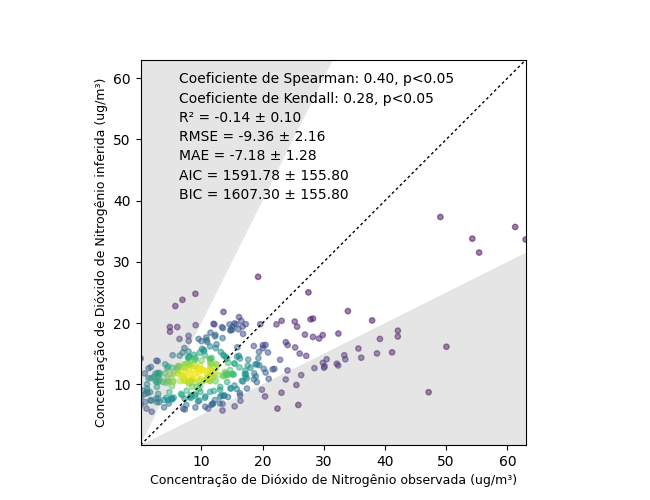 Coeficiente de Spearman: 0.40, p<0.05
Coeficiente de Kendall: 0.28, p<0.05
R² = -0.14 ± 0.10
RMSE = -9.36 ± 2.16
MAE = -7.18 ± 1.28
AIC = 1591.78 ± 155.80
BIC = 1607.30 ± 155.80
Concentração de Dióxido de Nitrogênio inferida (ug/m³)
60
50
40
30
20
10
10 20 30 40 50 60
Concentração de Dióxido de Nitrogênio observada (ug/m³)